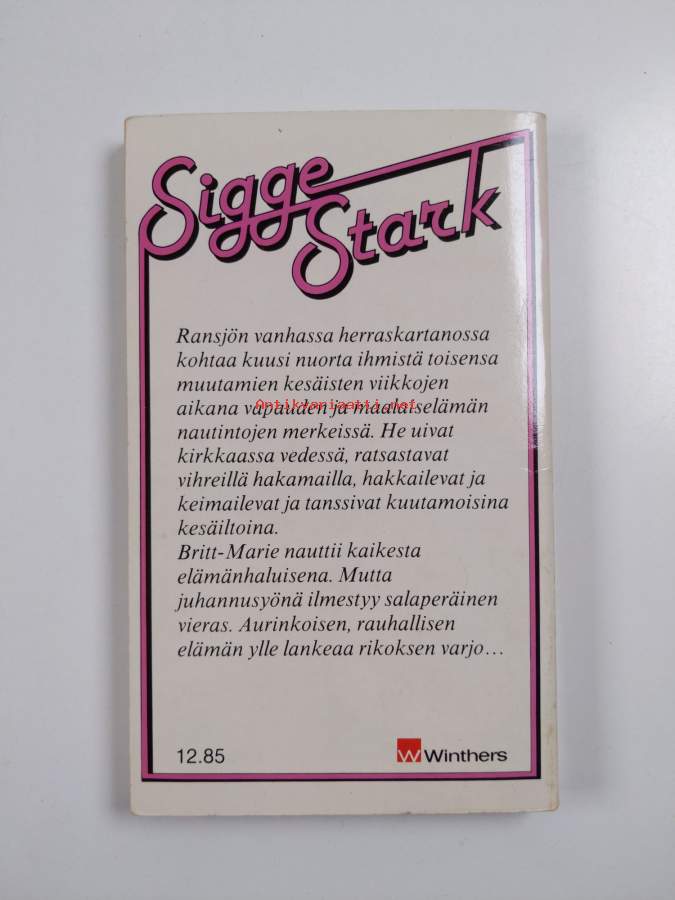 Sigge
Stark
Ransjön vanhassa herraskartanossa
kohtaa kuusi nuorta ihmistä toisensa
muutamien kesäisten viikkojen
aikana vapauden ja maalaiselämän
Antikvariaatti.net
nautintojen merkeissä. He uivat
kirkkaassa vedessä, ratsastavat
vihreillä hakamailla, hakkailevat ja
keimailevat ja tanssivat kuutamoisina
kesäiltoina.
Britt-Marie nauttii kaikesta
elämänhaluisena. Mutta
juhannusyönä ilmestyy salaperäinen
vieras. Aurinkoisen, rauhallisen
elämän ylle lankeaa rikoksen varjo...
12.85
W Winthers